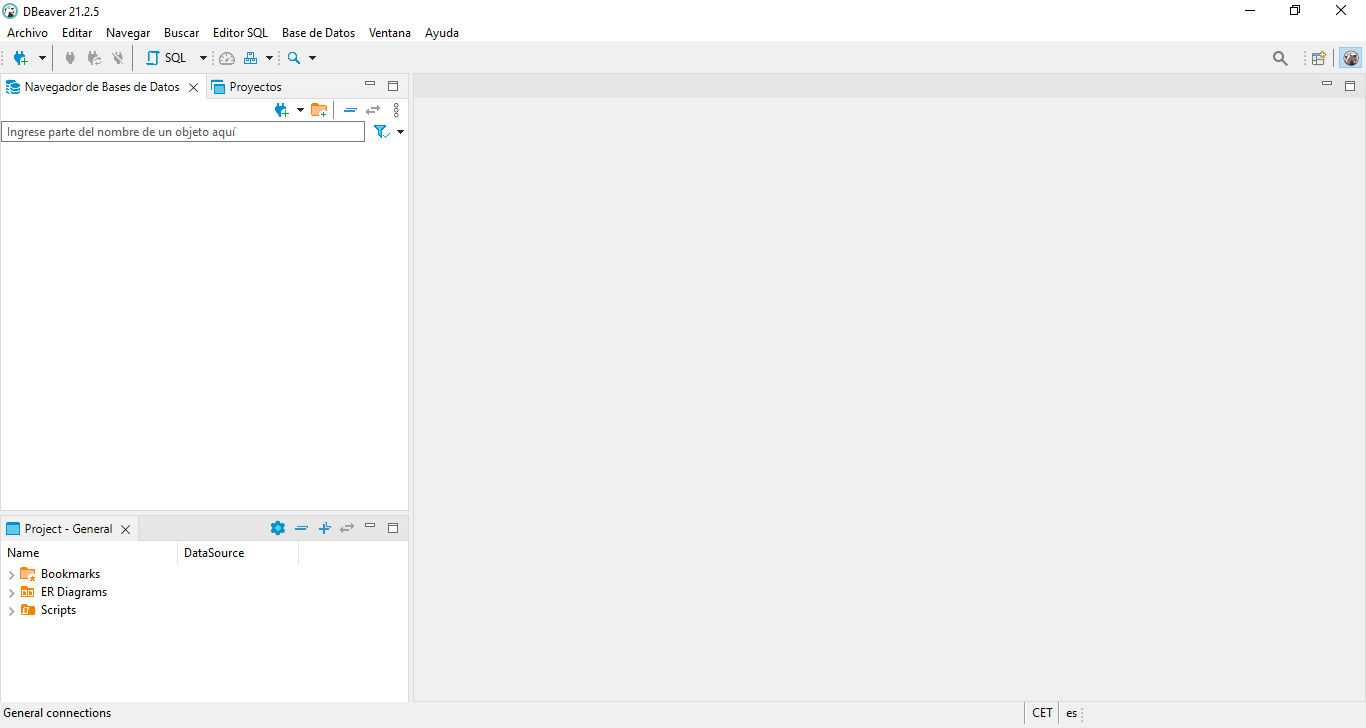 DBeaver 21.2.5
Archivo Editar Navegar Buscar Editor SQL Base de Datos Ventana Ayuda
SQL
Navegador de Bases de Datos Proyectos
Ingrese parte del nombre de un objeto aquí
Project - General
Name DataSource
Bookmarks
ER Diagrams
Scripts
General connections CET es